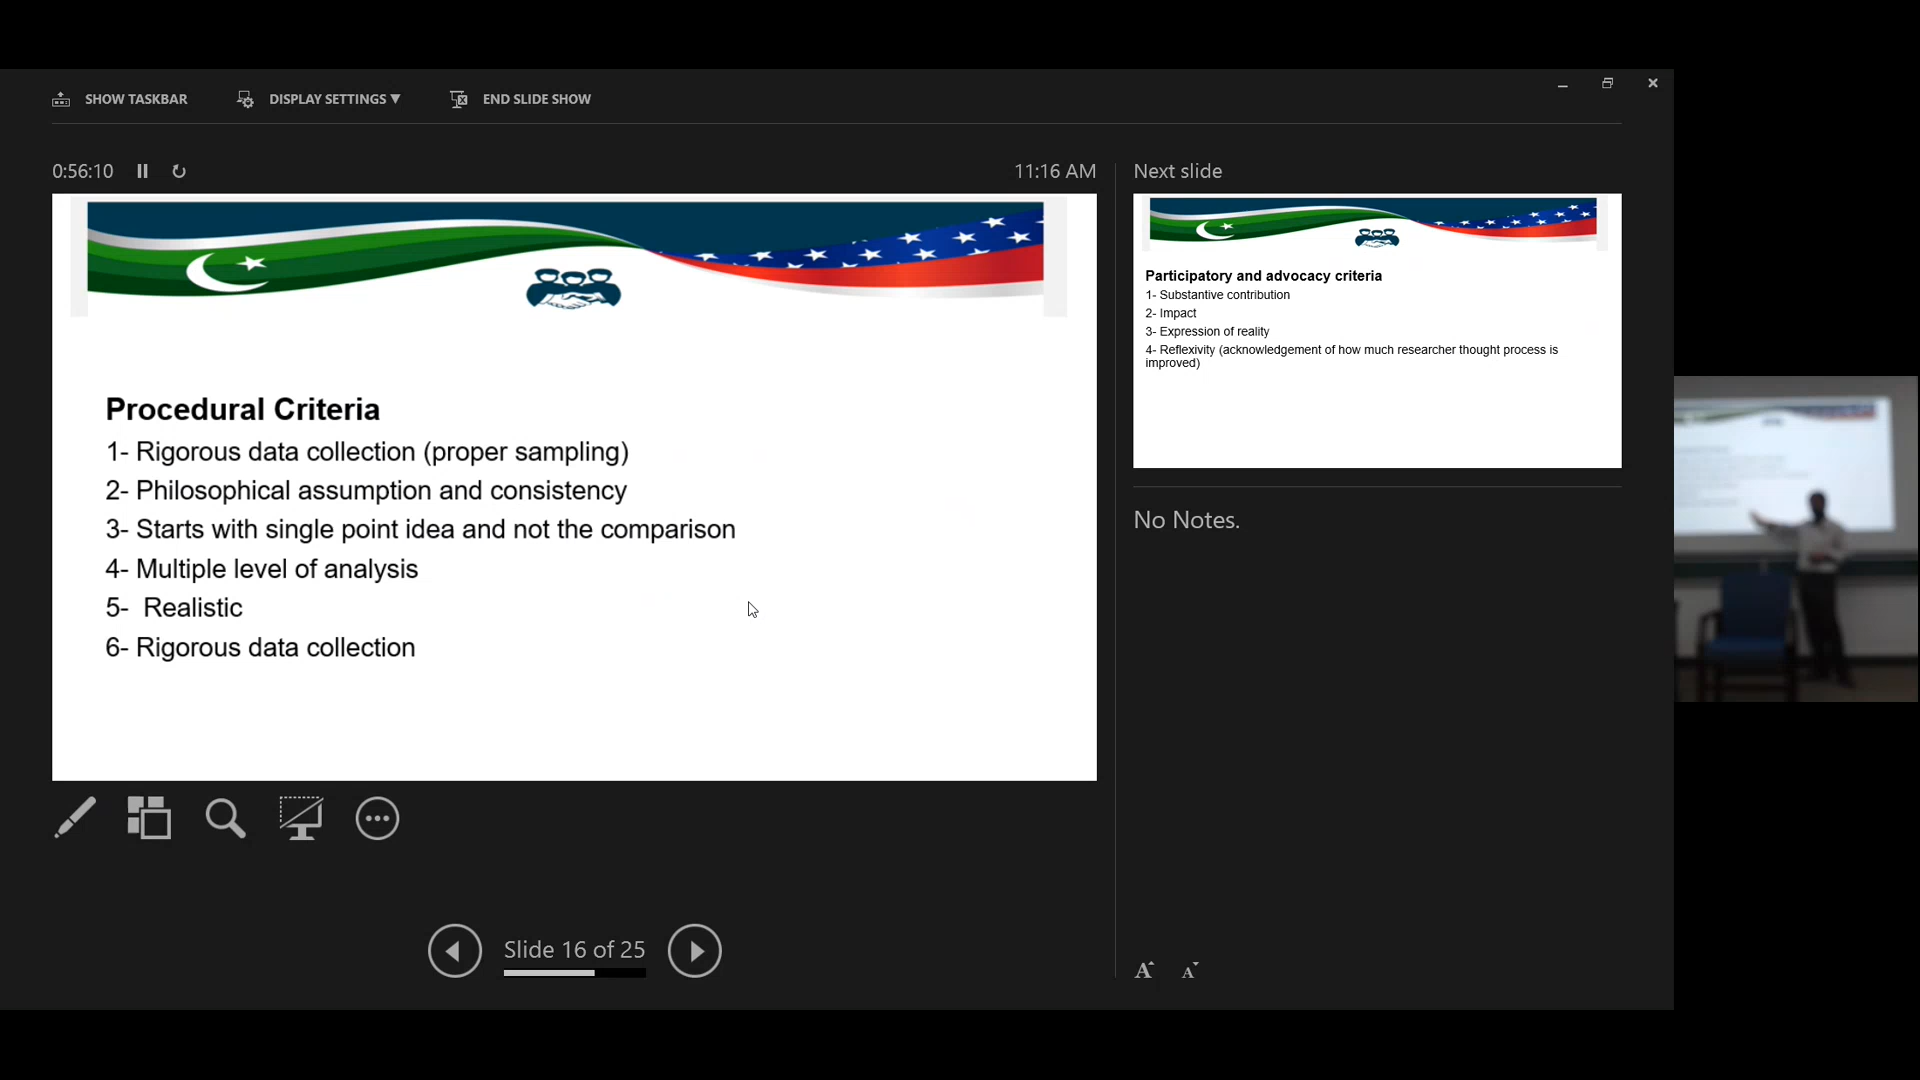 SHOW TASKBAR
DISPLAY SETTINGS ▼
END SLIDE SHOW
0:56:10
11:16 AM
Procedural Criteria
1- Rigorous data collection (proper sampling)
2- Philosophical assumption and consistency
3- Starts with single point idea and not the comparison
4- Multiple level of analysis
5- Realistic
6- Rigorous data collection
Slide 16 of 25
Next slide
Participatory and advocacy criteria
1- Substantive contribution
2- Impact
3- Expression of reality
4- Reflexivity (acknowledgement of how much researcher thought process is
improved)
No Notes.
A A